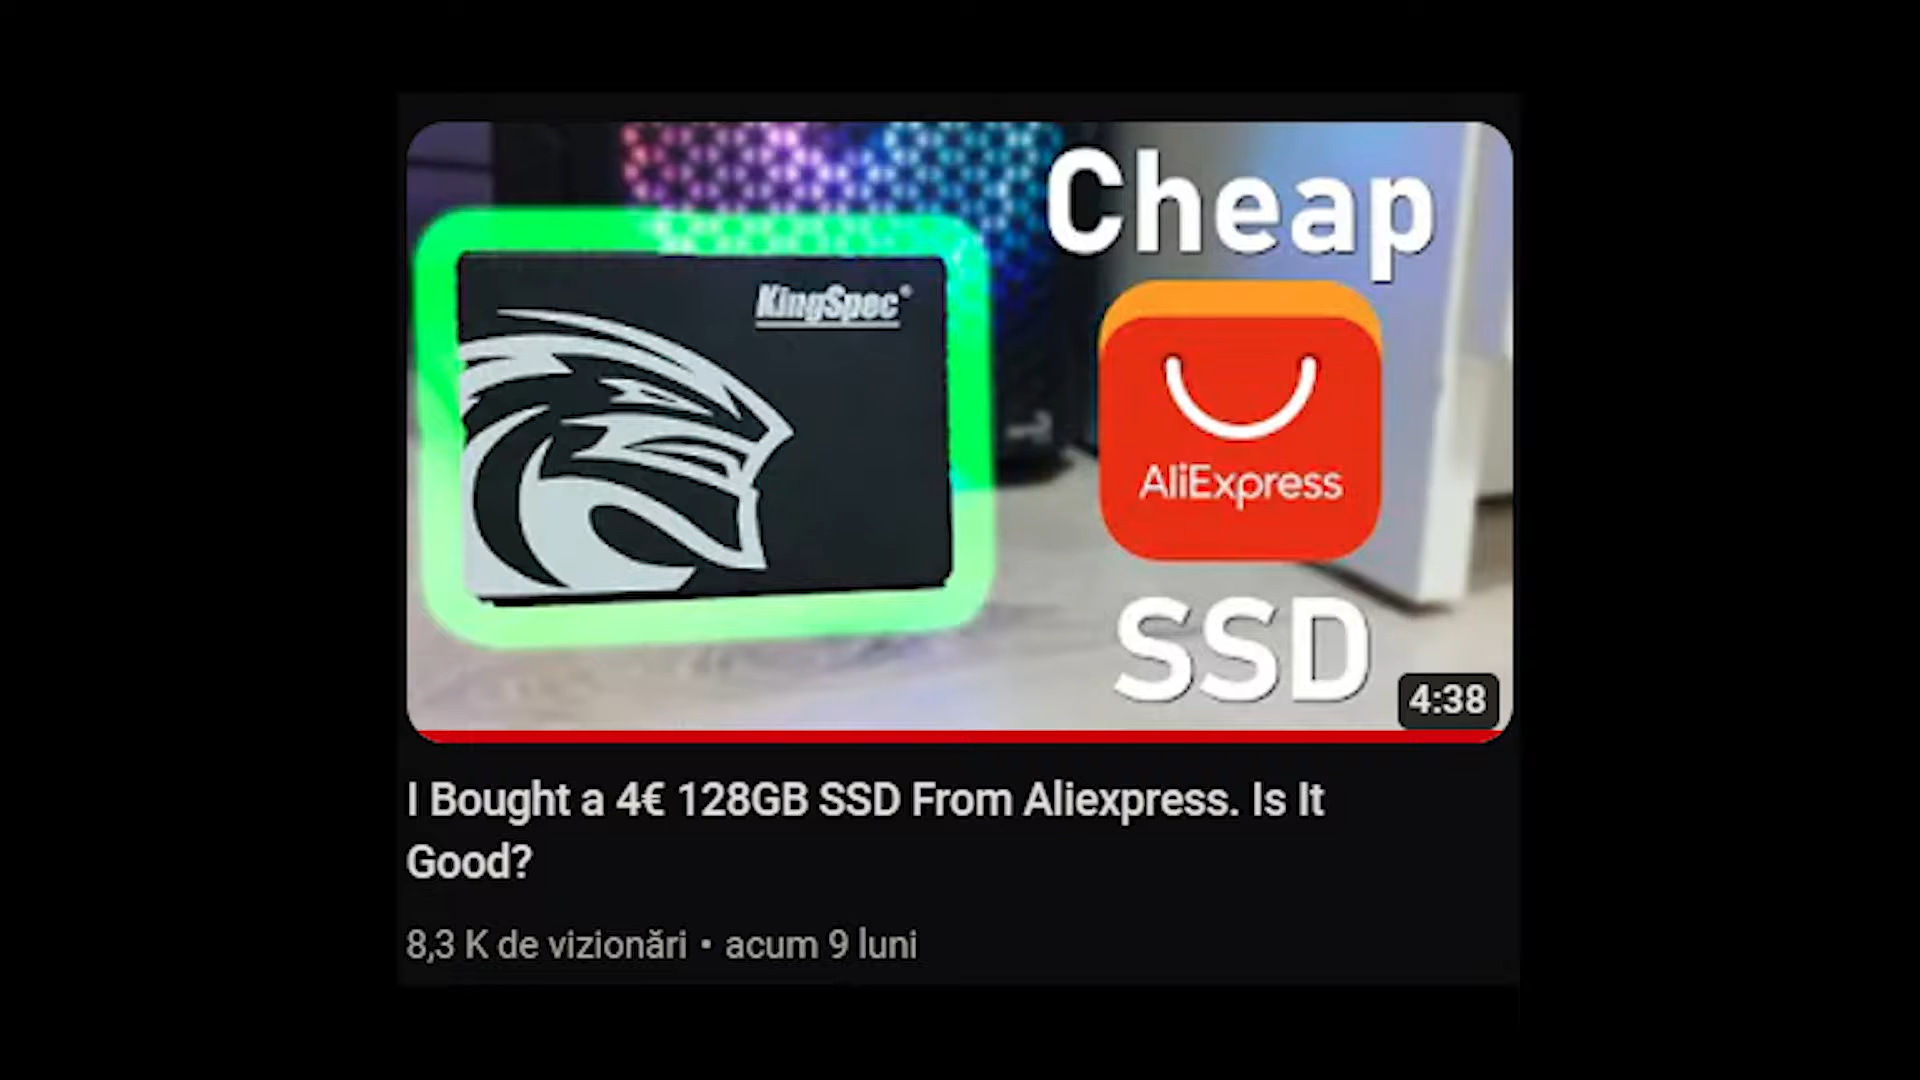 Cheap
KingSpec®
AliExpress
SSD
4:38
I Bought a 4€ 128GB SSD From Aliexpress. Is It
Good?
8,3 K de vizionări • acum 9 luni